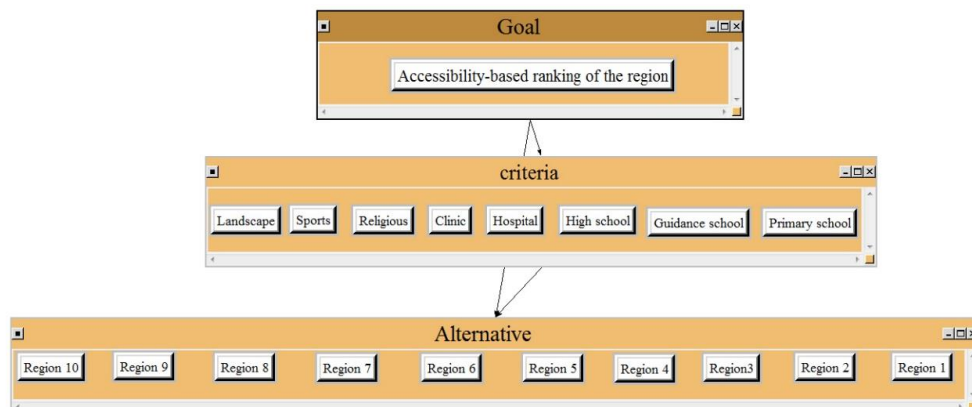 Goal
Accessibility-based ranking of the region
criteria
Landscape Sports Religious Clinic Hospital High school Guidance school Primary school
Alternative
Region 10 Region 9 Region 8 Region 7 Region 6 Region 5 Region 4 Region3 Region 2 Region 1